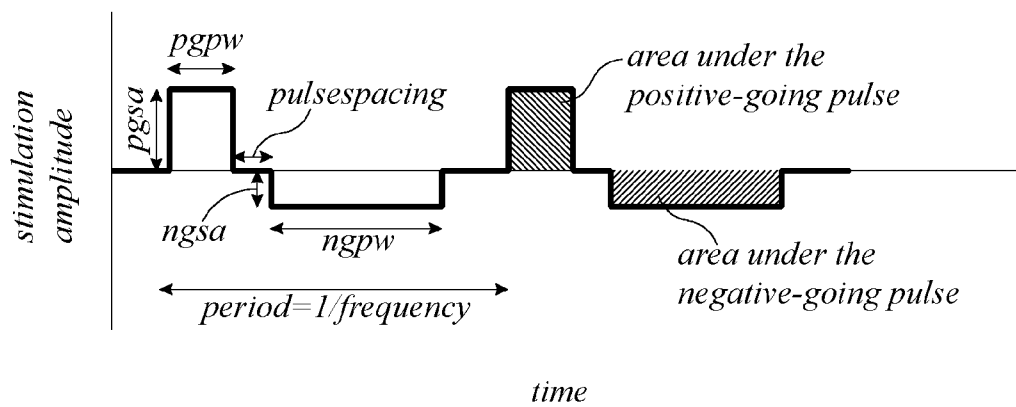 pgpw
pgsa
pulsespacing
area under the
positive-going pulse
stimulation
amplitude
ngsa
ngpw
area under the
negative-going pulse
period=1/frequency
time